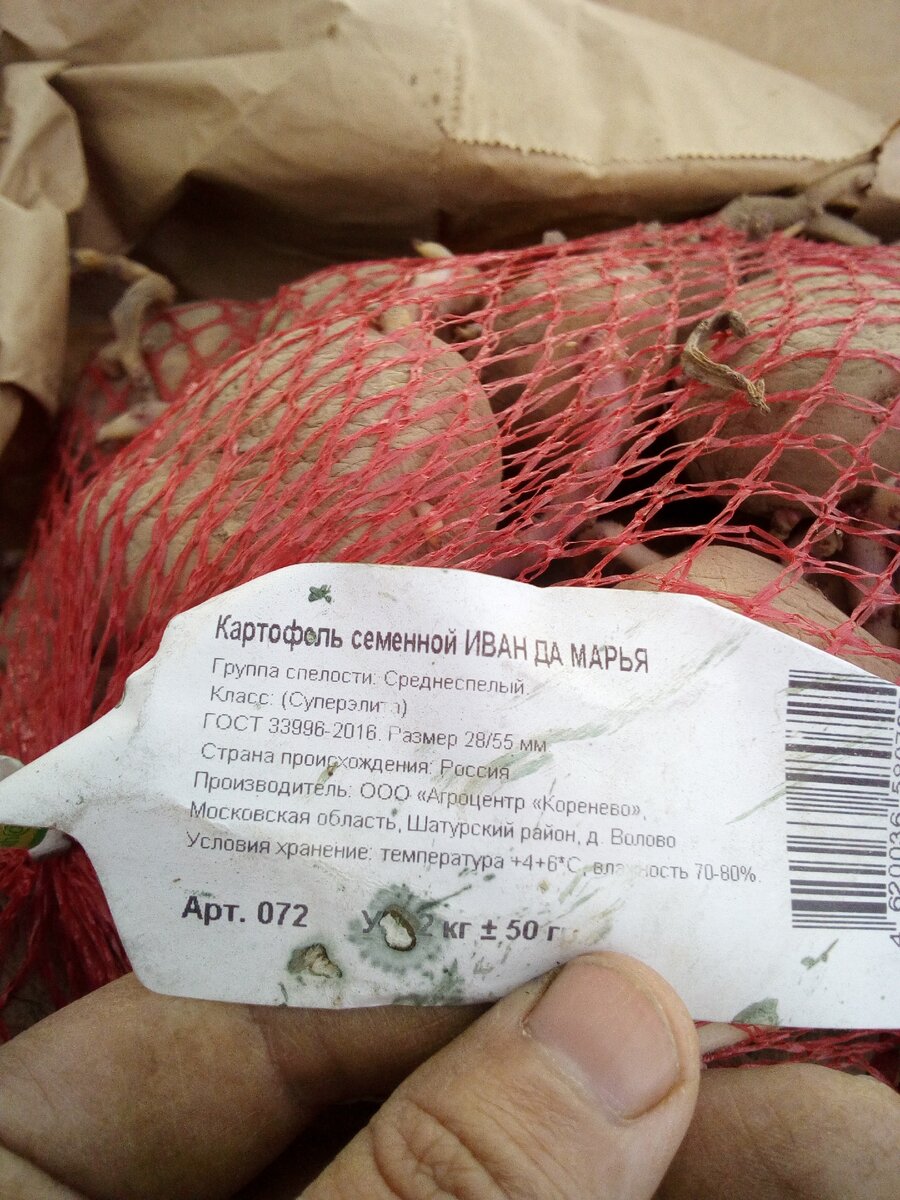 Картофель семенной ИВАН ДА МАРЬЯ
Группа спелости: Среднеспелый.
Класс: (Суперэлита)
ГОСТ 33996-2016. Размер 28/55 мм
Страна происхождения: Россия
Производитель: ООО «Агроцентр «Коренево»,
Московская область, Шатурский район, д. Волово
Условия хранения: температура +4+6*С, влажность 70-80%.
Арт. 072 2 кг ± 50 г